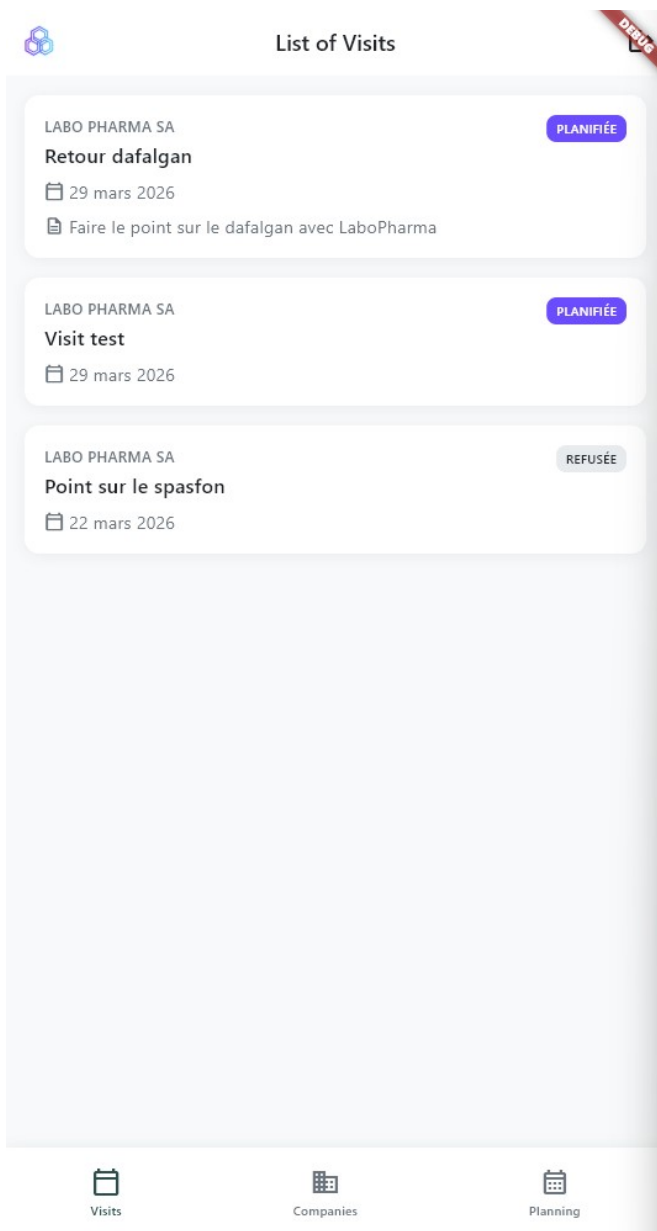 List of Visits
DEBUG
LABO PHARMA SA
PLANIFIÉE
Retour dafalgan
29 mars 2026
Faire le point sur le dafalgan avec LaboPharma
LABO PHARMA SA
PLANIFIÉE
Visit test
29 mars 2026
LABO PHARMA SA
REFUSÉE
Point sur le spasfon
22 mars 2026
Visits
Companies
Planning